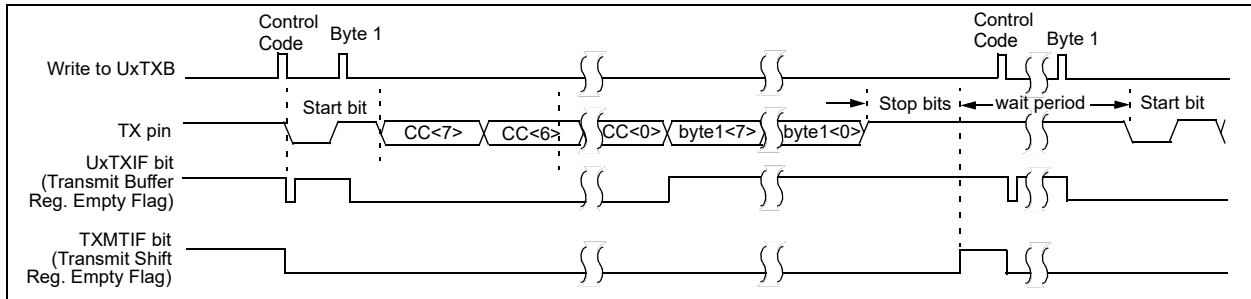 Control
Code
Byte 1
Control
Code
Byte 1
Write to UxTXB
Start bit
Stop bits
wait period
Start bit
TX pin
CC<7>
CC<6>
CC<0>
byte1<7>
byte1<0>
UxTXIF bit
(Transmit Buffer
Reg. Empty Flag)
TXMTIF bit
(Transmit Shift
Reg. Empty Flag)